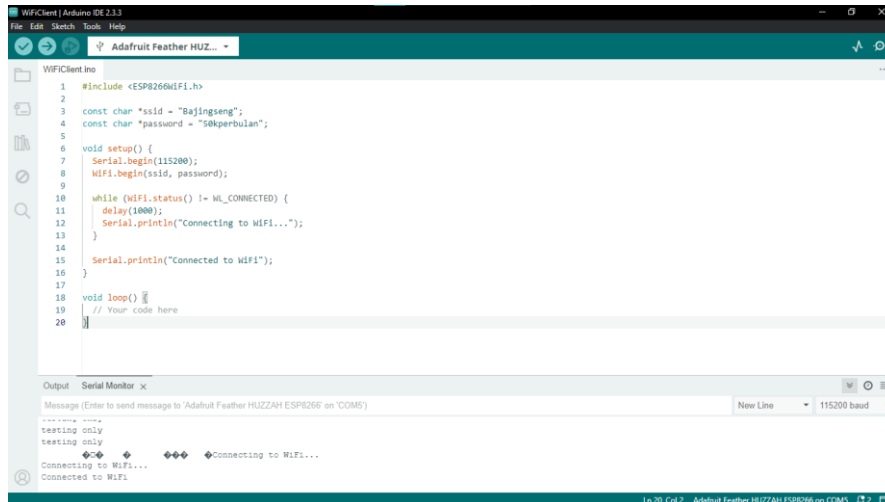 WiFiClient | Arduino IDE 2.3.3
File Edit Sketch Tools Help
Adafruit Feather HUZ...
WiFiClient.ino
1 #include <ESP8266WiFi.h>
2
3 const char *ssid = "Bajingseng";
4 const char *password = "50kperbulan";
5
6 void setup() {
7 Serial.begin(115200);
8 WiFi.begin(ssid, password);
9
10 while (WiFi.status() != WL_CONNECTED) {
11 delay(1000);
12 Serial.println("Connecting to WiFi...");
13 }
14
15 Serial.println("Connected to WiFi");
16 }
17
18 void loop() {
19 // Your code here
20 }
Output Serial Monitor
Message (Enter to send message to 'Adafruit Feather HUZZAH ESP8266' on 'COM5')
New Line 115200 baud
testing only
testing only
Connecting to WiFi...
Connecting to WiFi...
Connected to WiFi
Ln 20, Col 2 Adafruit Feather HUZZAH ESP8266 on COM5 2